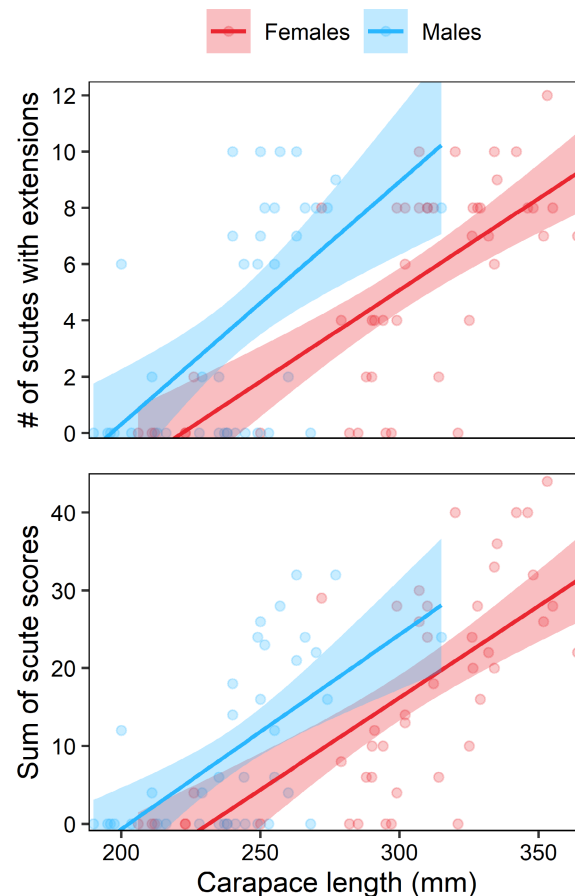 Females Males
12
10
8
6
4
2
0
# of scutes with extensions
40
30
20
10
0
Sum of scute scores
200 250 300 350
Carapace length (mm)